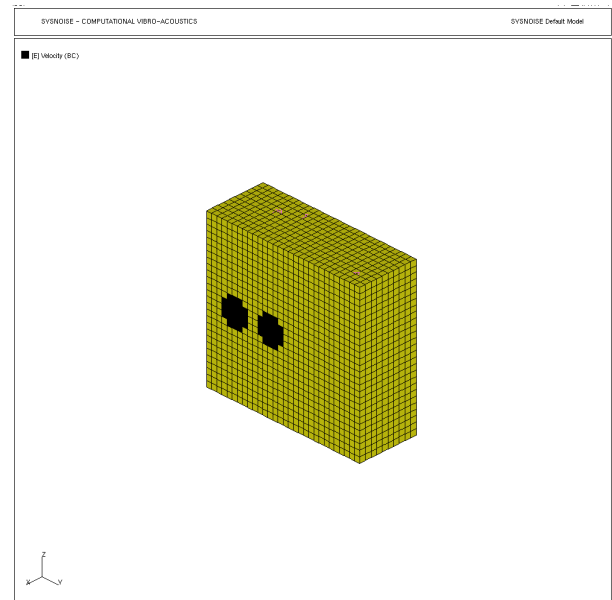 SYSNOISE - COMPUTATIONAL VIBRO-ACOUSTICS
SYSNOISE Default Model
[E] Velocity (BC)
Z
X
Y